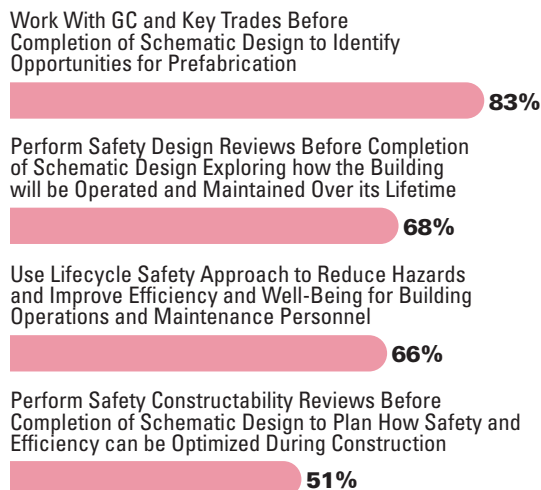 Work With GC and Key Trades Before
Completion of Schematic Design to Identify
Opportunities for Prefabrication
83%
Perform Safety Design Reviews Before Completion
of Schematic Design Exploring how the Building
will be Operated and Maintained Over its Lifetime
68%
Use Lifecycle Safety Approach to Reduce Hazards
and Improve Efficiency and Well-Being for Building
Operations and Maintenance Personnel
66%
Perform Safety Constructability Reviews Before
Completion of Schematic Design to Plan How Safety and
Efficiency can be Optimized During Construction
51%